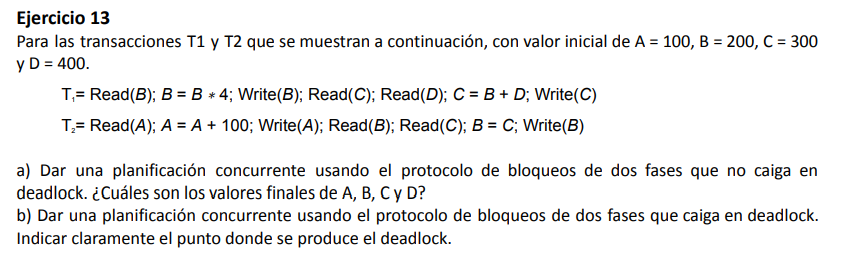 Ejercicio 13
Para las transacciones T1 y T2 que se muestran a continuación, con valor inicial de A = 100, B = 200, C = 300
y D = 400.
T₁= Read(B); B = B * 4; Write(B); Read(C); Read(D); C = B + D; Write(C)
T₂= Read(A); A = A + 100; Write(A); Read(B); Read(C); B = C; Write(B)
a) Dar una planificación concurrente usando el protocolo de bloqueos de dos fases que no caiga en
deadlock. ¿Cuáles son los valores finales de A, B, C y D?
b) Dar una planificación concurrente usando el protocolo de bloqueos de dos fases que caiga en deadlock.
Indicar claramente el punto donde se produce el deadlock.